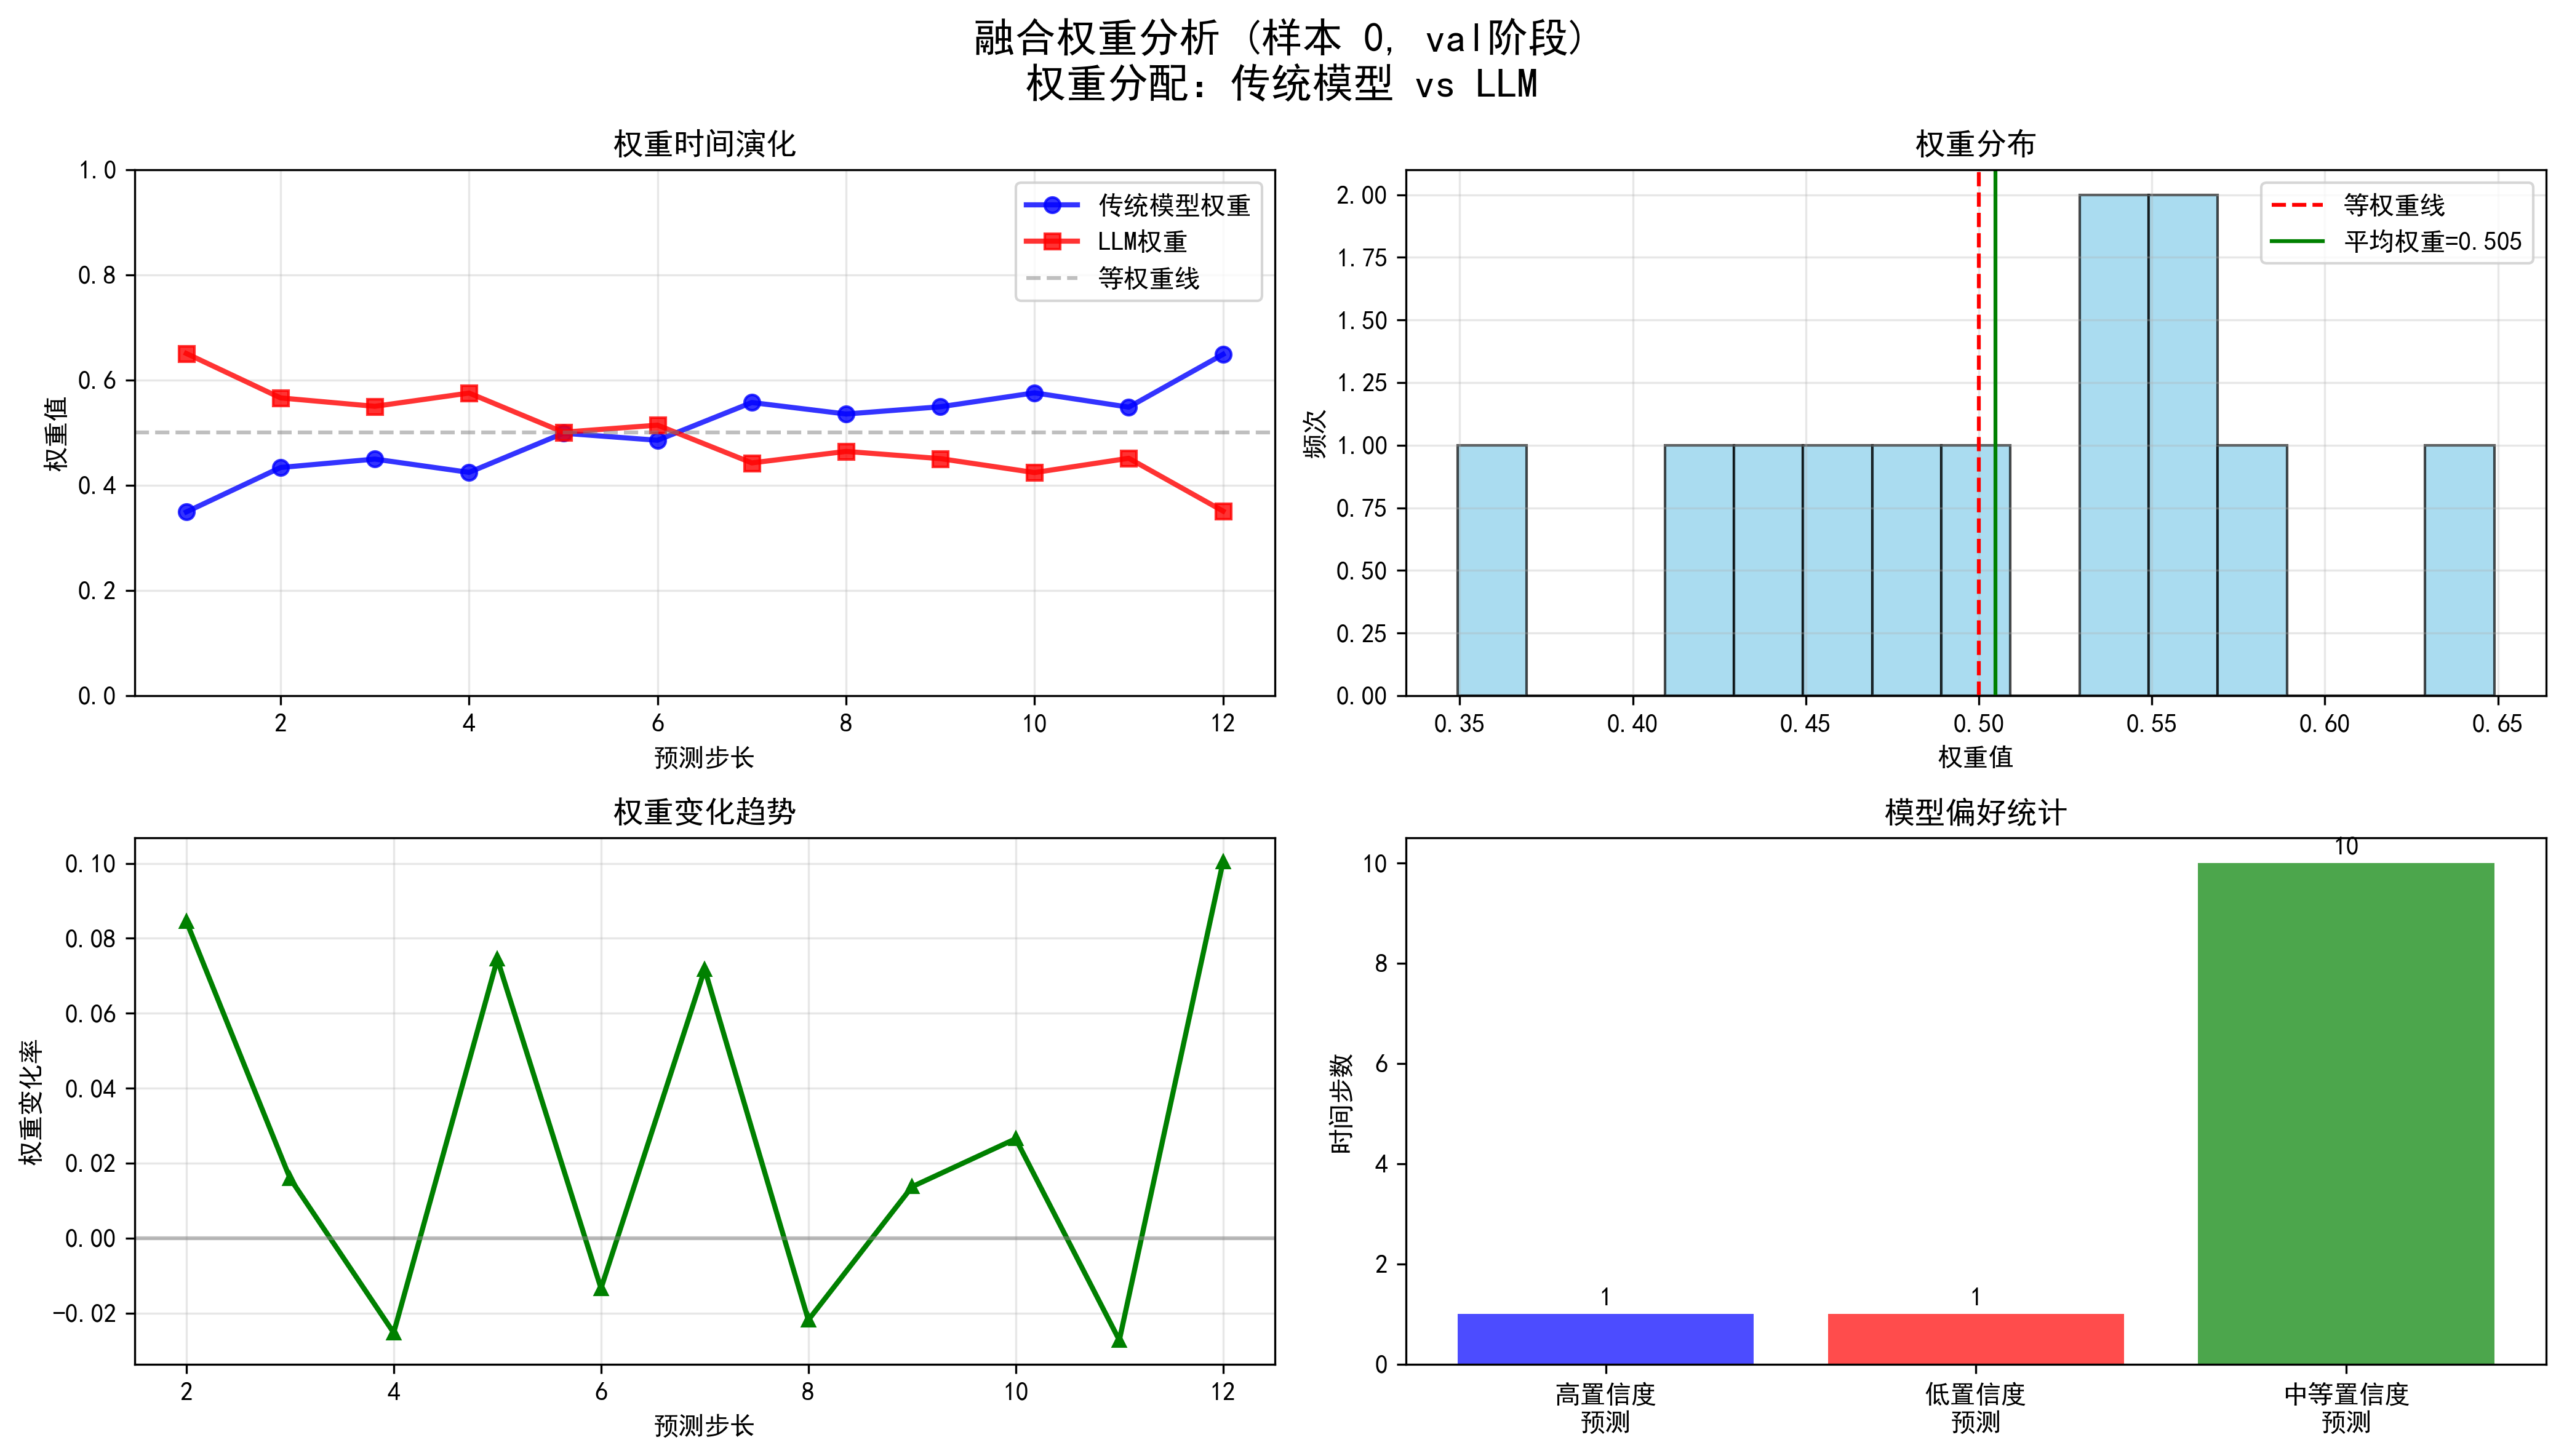 融合权重分析 (样本 0, val阶段)
权重分配: 传统模型 vs LLM
权重时间演化
权重值
1.0
0.8
0.6
0.4
0.2
0.0
2
4
6
8
10
12
预测步长
传统模型权重
LLM权重
等权重线
权重分布
频次
2.00
1.75
1.50
1.25
1.00
0.75
0.50
0.25
0.00
0.35
0.40
0.45
0.50
0.55
0.60
0.65
权重值
等权重线
平均权重=0.505
权重变化趋势
权重变化率
0.10
0.08
0.06
0.04
0.02
0.00
−0.02
2
4
6
8
10
12
预测步长
模型偏好统计
时间步数
10
8
6
4
2
0
1
1
10
高置信度
预测
低置信度
预测
中等置信度
预测